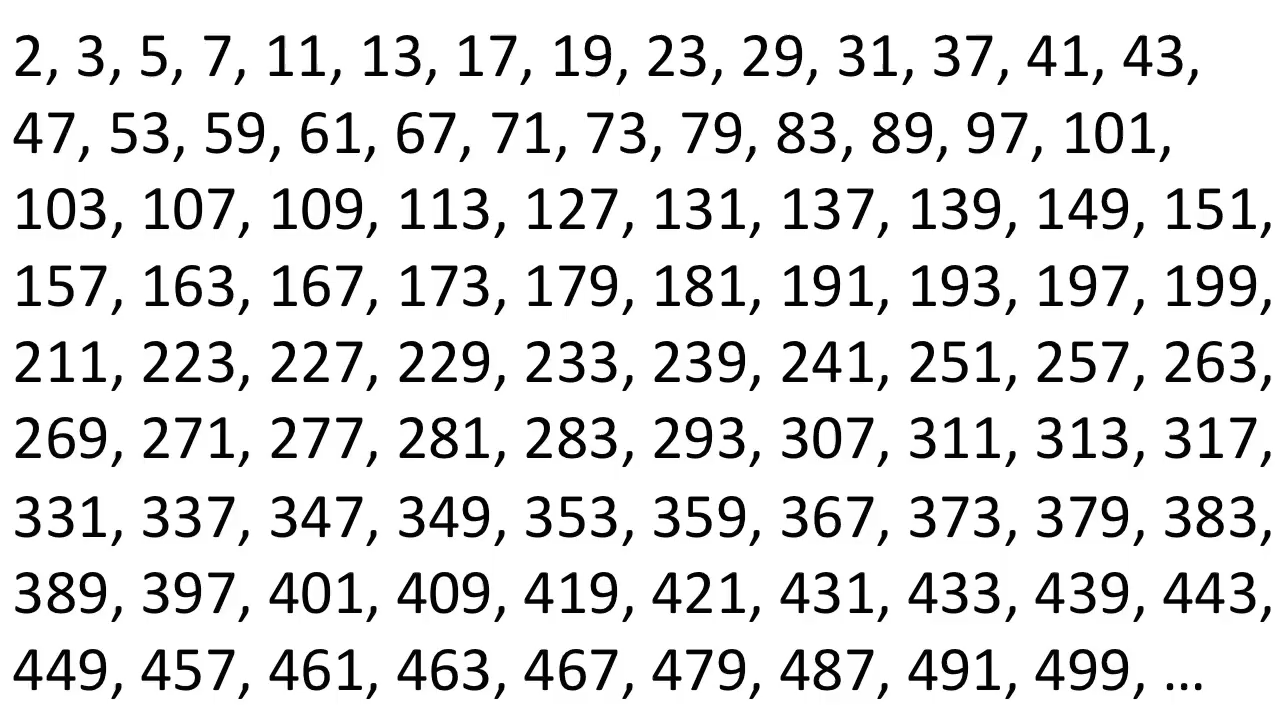 2, 3, 5, 7, 11, 13, 17, 19, 23, 29, 31, 37, 41, 43,
47, 53, 59, 61, 67, 71, 73, 79, 83, 89, 97, 101,
103, 107, 109, 113, 127, 131, 137, 139, 149, 151,
157, 163, 167, 173, 179, 181, 191, 193, 197, 199,
211, 223, 227, 229, 233, 239, 241, 251, 257, 263,
269, 271, 277, 281, 283, 293, 307, 311, 313, 317,
331, 337, 347, 349, 353, 359, 367, 373, 379, 383,
389, 397, 401, 409, 419, 421, 431, 433, 439, 443,
449, 457, 461, 463, 467, 479, 487, 491, 499, ...